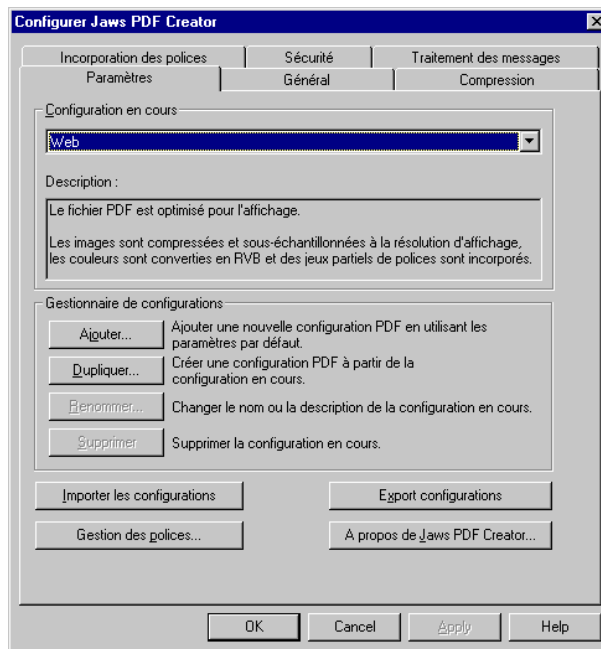 Configurer Jaws PDF Creator
Incorporation des polices
Sécurité
Traitement des messages
Paramètres
Général
Compression
Configuration en cours
Web
Description :
Le fichier PDF est optimisé pour l'affichage.
Les images sont compressées et sous-échantillonnées à la résolution d'affichage,
les couleurs sont converties en RVB et des jeux partiels de polices sont incorporés.
Gestionnaire de configurations
Ajouter...
Ajouter une nouvelle configuration PDF en utilisant les
paramètres par défaut.
Dupliquer...
Créer une configuration PDF à partir de la
configuration en cours.
Renommer...
Changer le nom ou la description de la configuration en cours.
Supprimer
Supprimer la configuration en cours.
Importer les configurations
Export configurations
Gestion des polices...
A propos de Jaws PDF Creator...
OK
Cancel
Apply
Help